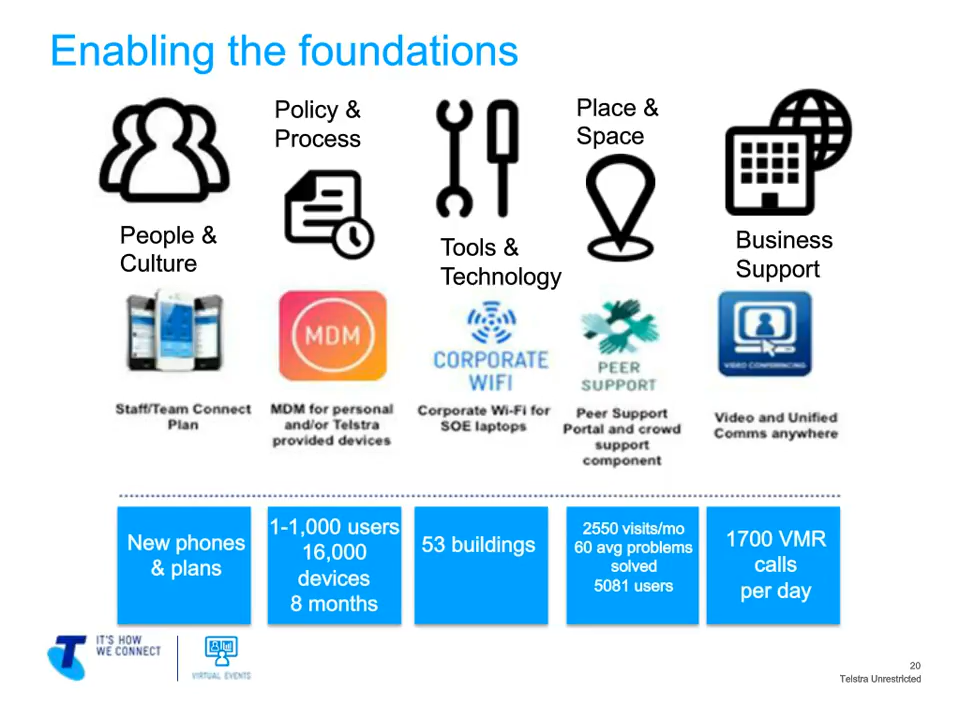 Enabling the foundations
People &
Culture
Policy &
Process
Tools &
Technology
Place &
Space
Business
Support
MDM
CORPORATE
WIFI
PEER
SUPPORT
VIDEO CONFERENCING
Staff/Team Connect
Plan
MDM for personal
and/or Telstra
provided devices
Corporate Wi-Fi for
SOE laptops
Peer Support
Portal and crowd
support
component
Video and Unified
Comms anywhere
New phones
& plans
1-1,000 users
16,000
devices
8 months
53 buildings
2550 visits/mo
60 avg problems
solved
5081 users
1700 VMR
calls
per day
IT'S HOW
WE CONNECT
VIRTUAL EVENTS
20
Telstra Unrestricted